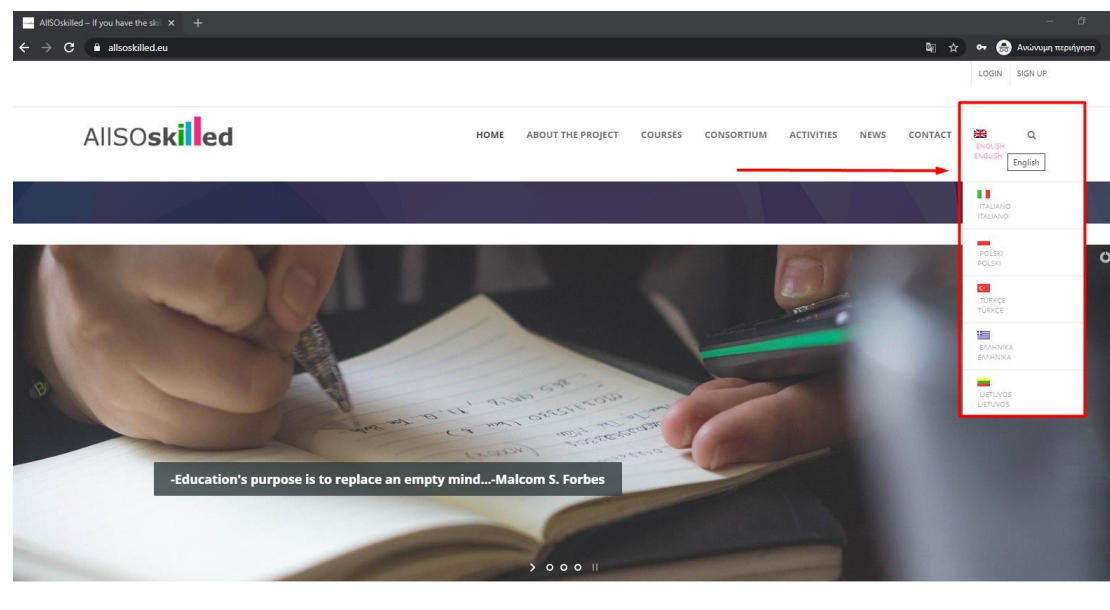 AllSOskilled – If you have the skil
allsoskilled.eu
Ανώνυμη περιήγηση
LOGIN SIGN UP
AllSOskilled
HOME ABOUT THE PROJECT COURSES CONSORTIUM ACTIVITIES NEWS CONTACT
ENGLISH
ENGLISH
English
ITALIANO
ITALIANO
POLSKI
POLSKI
TÜRKÇE
TÜRKÇE
ΕΛΛΗΝΙΚΑ
ΕΛΛΗΝΙΚΑ
LIETUVOS
LIETUVOS
-Education's purpose is to replace an empty mind...-Malcom S. Forbes